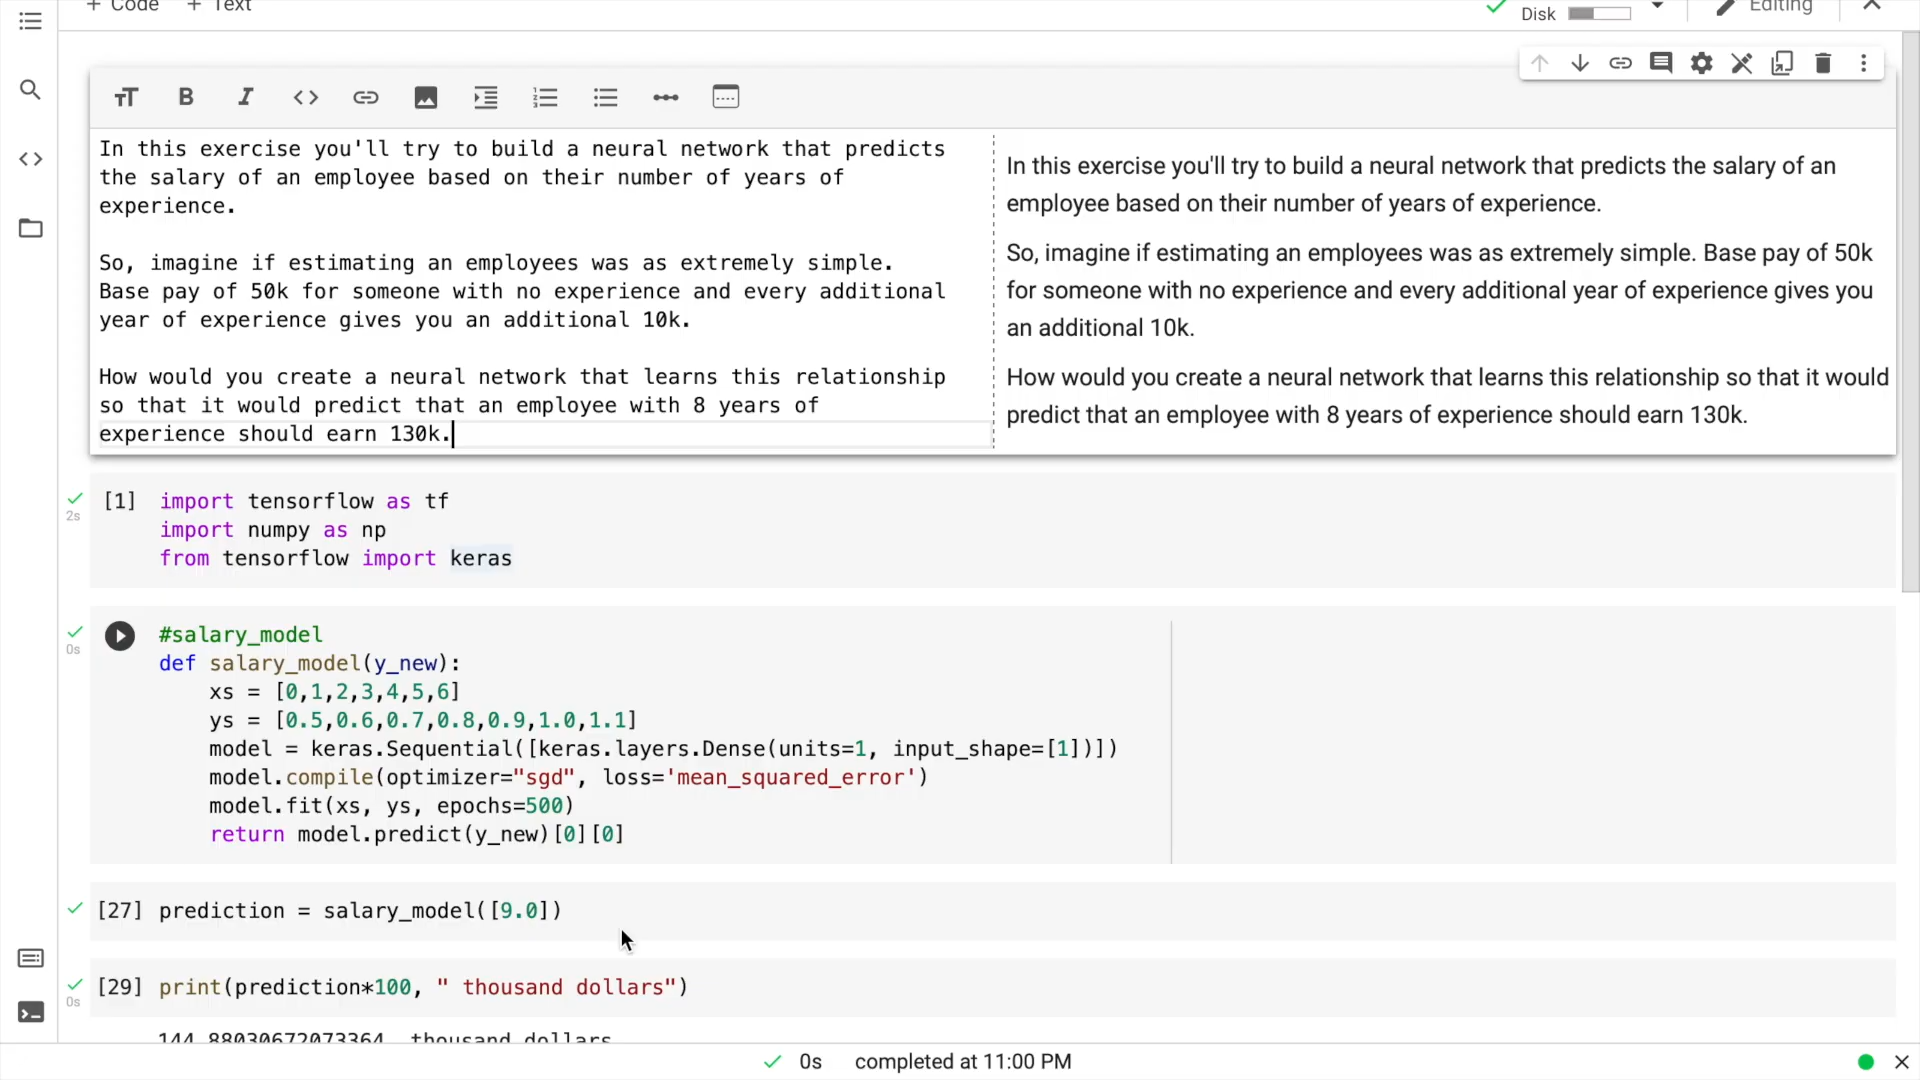 + Code + Text
Disk
Editing
In this exercise you'll try to build a neural network that predicts
the salary of an employee based on their number of years of
experience.
So, imagine if estimating an employees was as extremely simple.
Base pay of 50k for someone with no experience and every additional
year of experience gives you an additional 10k.
How would you create a neural network that learns this relationship
so that it would predict that an employee with 8 years of
experience should earn 130k.
In this exercise you'll try to build a neural network that predicts the salary of an
employee based on their number of years of experience.
So, imagine if estimating an employees was as extremely simple. Base pay of 50k
for someone with no experience and every additional year of experience gives you
an additional 10k.
How would you create a neural network that learns this relationship so that it would
predict that an employee with 8 years of experience should earn 130k.
2s
[1] import tensorflow as tf
import numpy as np
from tensorflow import keras
0s
#salary_model
def salary_model(y_new):
xs = [0,1,2,3,4,5,6]
ys = [0.5,0.6,0.7,0.8,0.9,1.0,1.1]
model = keras.Sequential([keras.layers.Dense(units=1, input_shape=[1])])
model.compile(optimizer="sgd", loss='mean_squared_error')
model.fit(xs, ys, epochs=500)
return model.predict(y_new)[0][0]
[27] prediction = salary_model([9.0])
0s
[29] print(prediction*100, " thousand dollars")
144.88030672073364 thousand dollars
0s completed at 11:00 PM